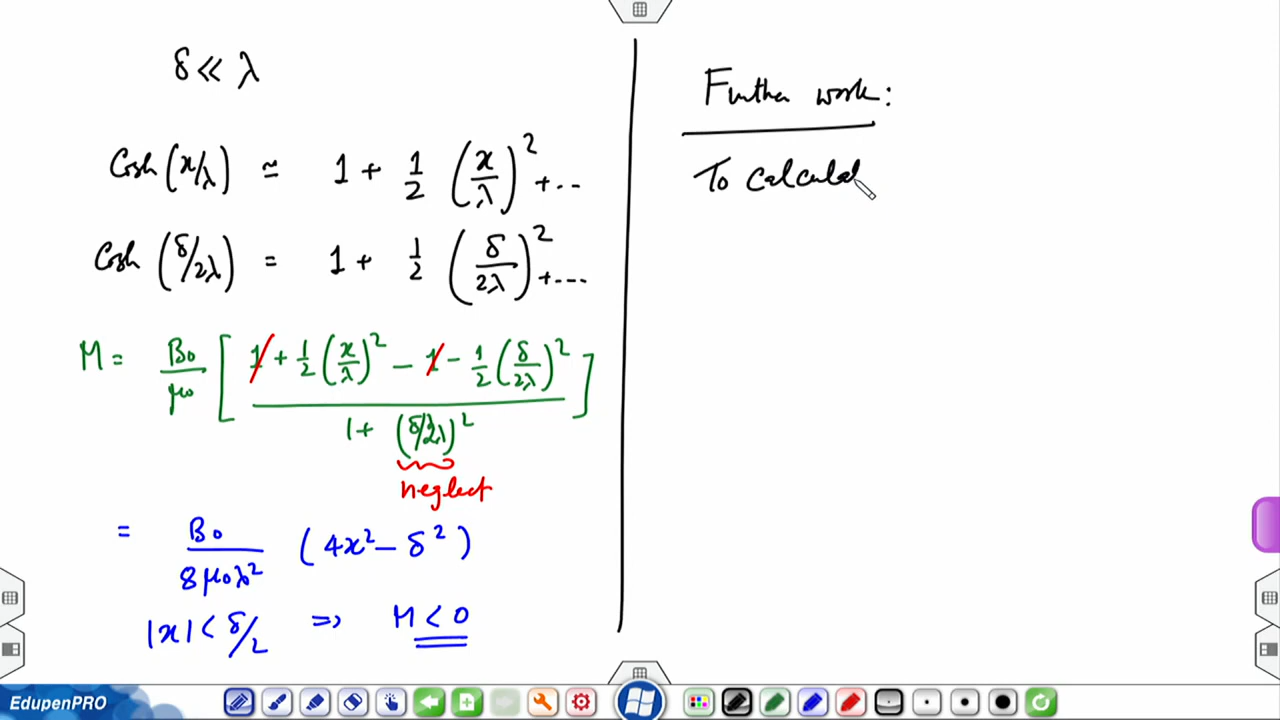 δ << λ
Cosh (x/λ) ≃ 1 + 1/2 (x/λ)² + ..
Cosh (δ/2λ) = 1 + 1/2 (δ/2λ)² + ....
M = B₀/μ₀ [ (1 + 1/2 (x/λ)² − 1 − 1/2 (δ/2λ)²) / (1 + (δ/2λ)²) ]
neglect
= B₀/8μ₀λ² (4x² − δ²)
|x| < δ/2 ⇒ M < 0
Further work:
To calculat
EdupenPRO